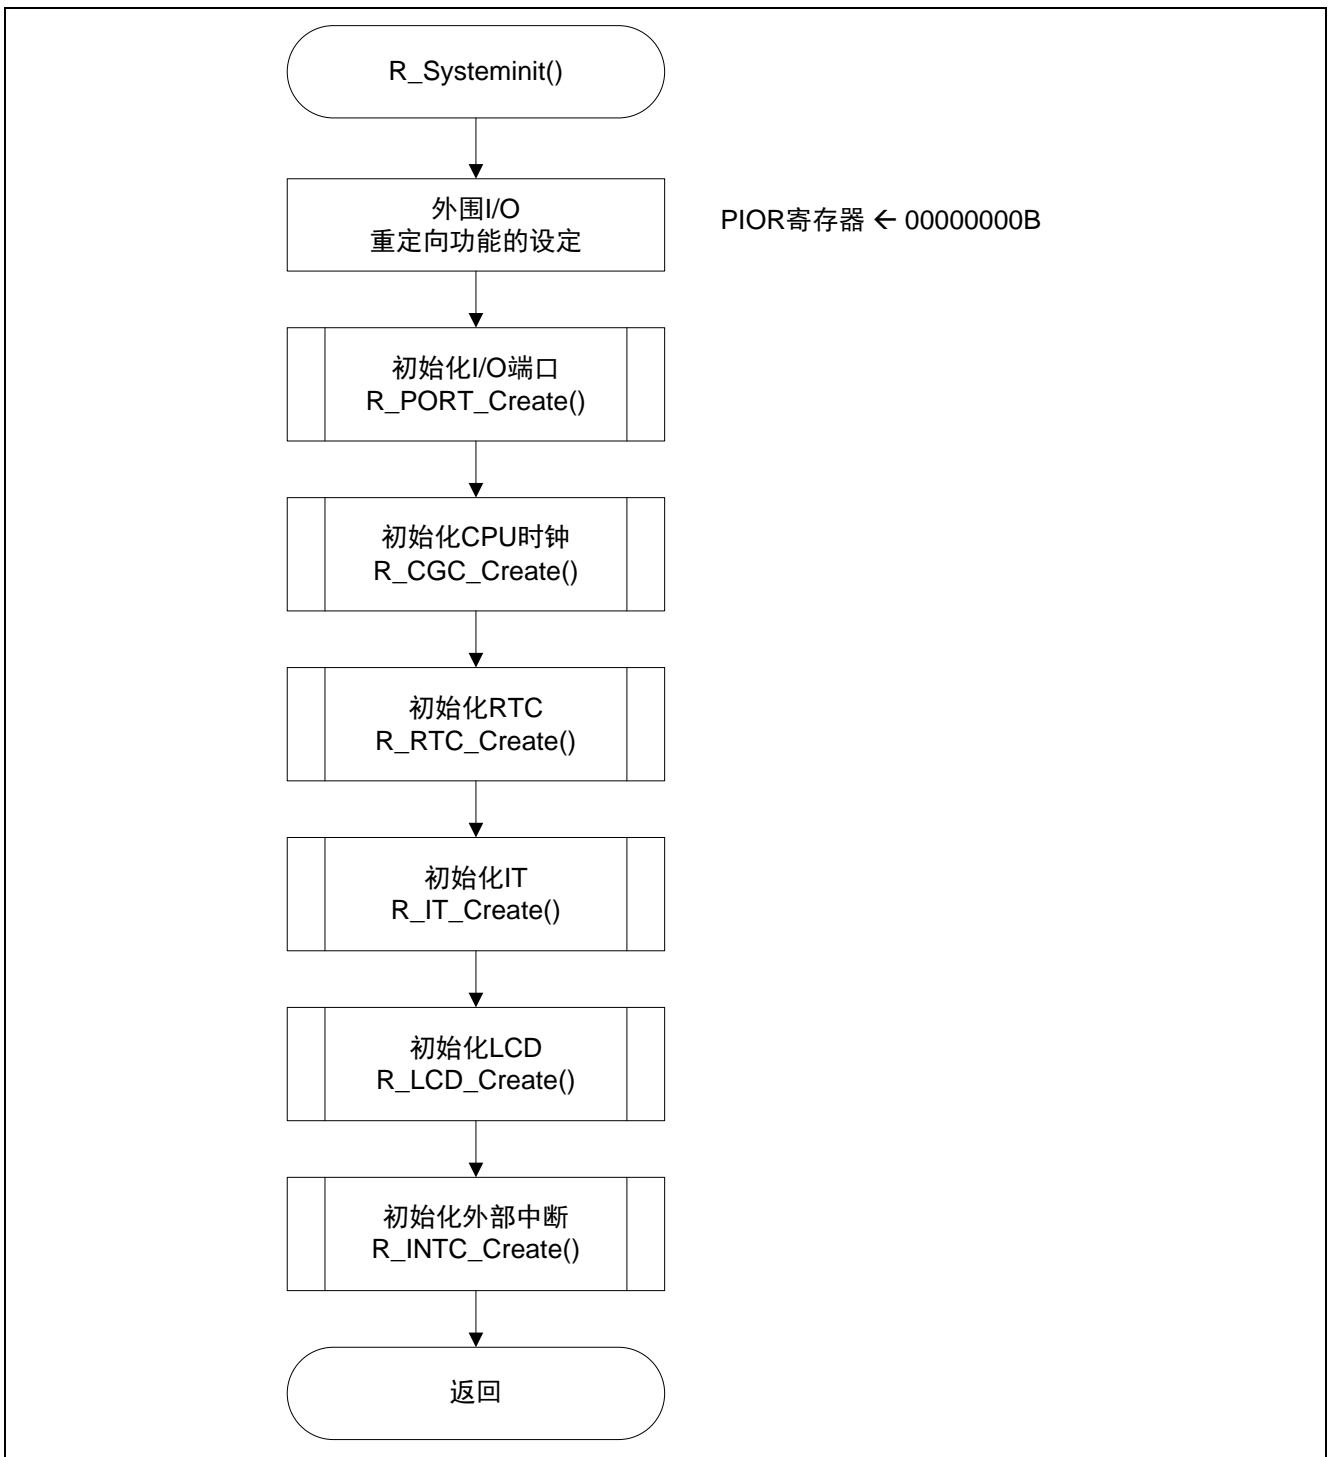 R_Systeminit()
外围I/O
重定向功能的设定
PIOR寄存器 ← 00000000B
初始化I/O端口
R_PORT_Create()
初始化CPU时钟
R_CGC_Create()
初始化RTC
R_RTC_Create()
初始化IT
R_IT_Create()
初始化LCD
R_LCD_Create()
初始化外部中断
R_INTC_Create()
返回